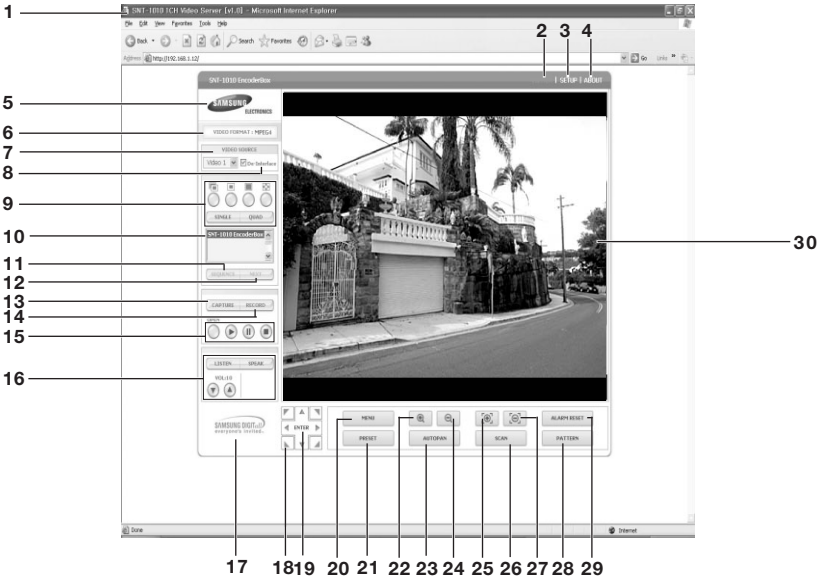 1
SNT-1010 1CH Video Server [v1.0] - Microsoft Internet Explorer
File Edit View Favorites Tools Help
Back Search Favorites
Address http://192.168.1.12/ Go Links »
2 3 4
SNT-1010 EncoderBox | SETUP | ABOUT
5 SAMSUNG
ELECTRONICS
6 VIDEO FORMAT : MPEG4
7 VIDEO SOURCE
Video 1 De-Interlace
8
9
SINGLE QUAD
10 SNT-1010 EncoderBox
30
11 SEQUENCE NEXT
12
13 CAPTURE RECORD
14
OPEN
15
LISTEN SPEAK
16 VOL:10
SAMSUNG DIGITall
everyone's invited
ENTER
MENU ALARM RESET
PRESET AUTOPAN SCAN PATTERN
Done Internet
17 18 19 20 21 22 23 24 25 26 27 28 29